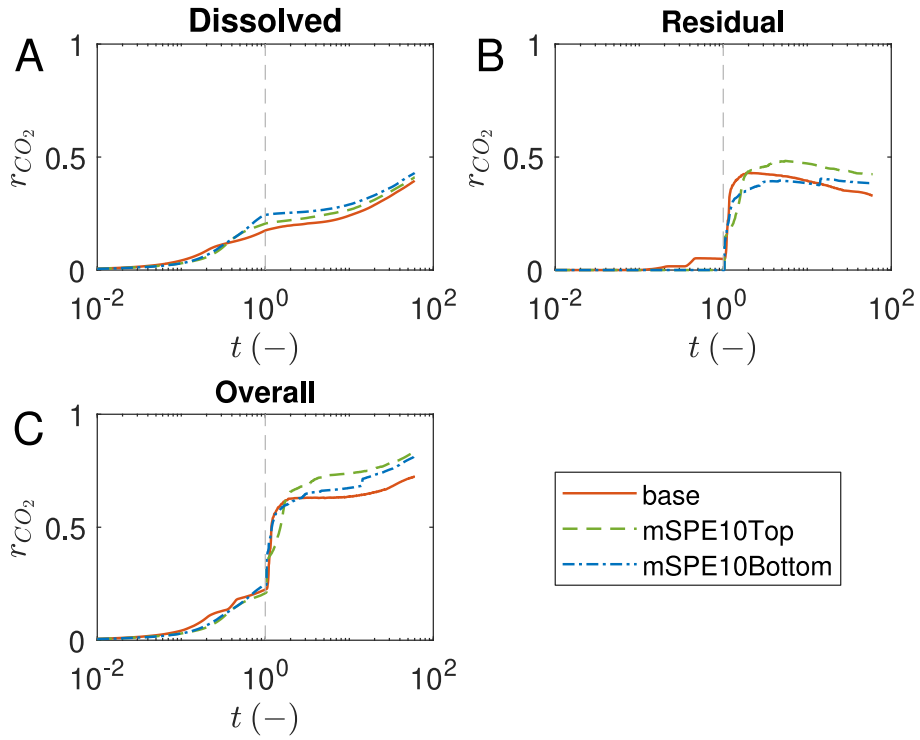 Dissolved
A
1
0.5
0
r_{CO_2}
10^{-2}
10^0
10^2
t (−)
Residual
B
1
0.5
0
r_{CO_2}
10^{-2}
10^0
10^2
t (−)
Overall
C
1
0.5
0
r_{CO_2}
10^{-2}
10^0
10^2
t (−)
base
mSPE10Top
mSPE10Bottom